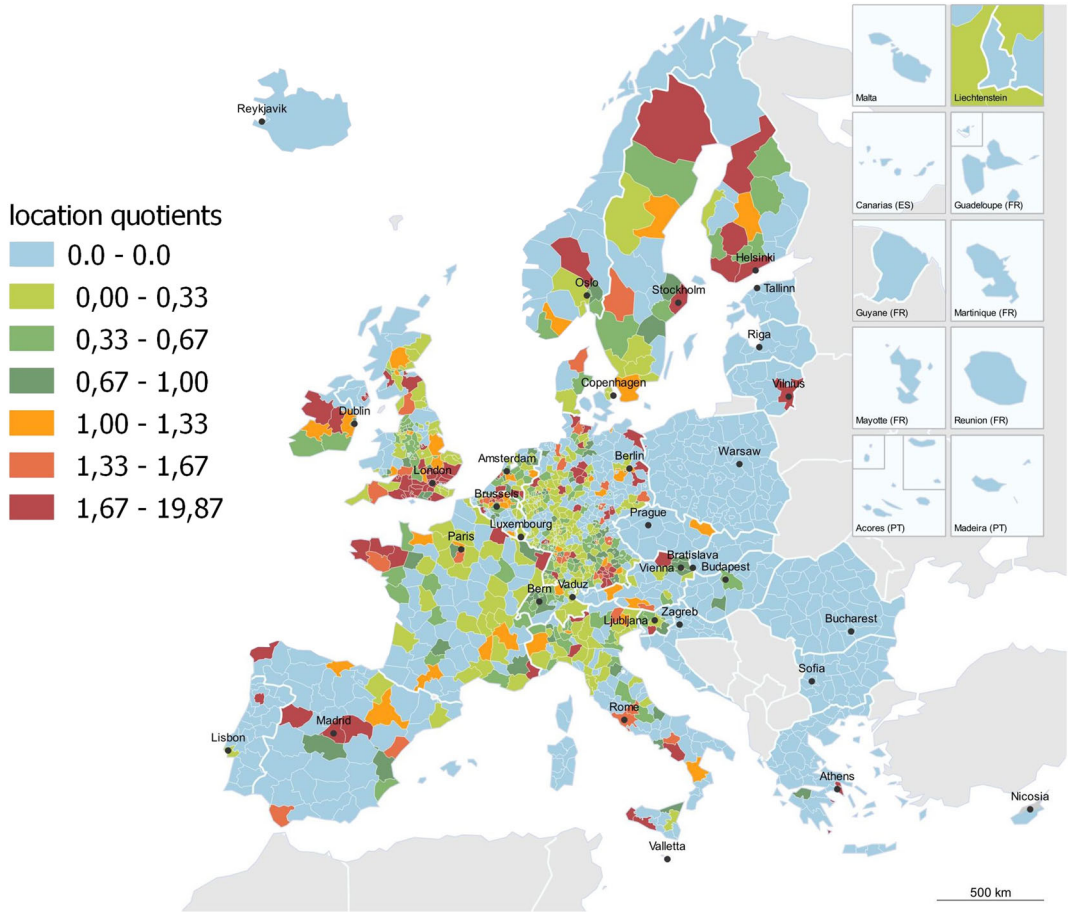 location quotients
0.0 - 0.0
0,00 - 0,33
0,33 - 0,67
0,67 - 1,00
1,00 - 1,33
1,33 - 1,67
1,67 - 19,87
Reykjavik
Oslo
Stockholm
Helsinki
Tallinn
Riga
Vilnius
Copenhagen
Dublin
London
Amsterdam
Berlin
Warsaw
Brussels
Luxembourg
Prague
Paris
Bratislava
Vienna
Budapest
Bern
Vaduz
Ljubljana
Zagreb
Bucharest
Sofia
Rome
Madrid
Lisbon
Athens
Nicosia
Valletta
Malta
Liechtenstein
Canarias (ES)
Guadeloupe (FR)
Guyane (FR)
Martinique (FR)
Mayotte (FR)
Reunion (FR)
Acores (PT)
Madeira (PT)
500 km